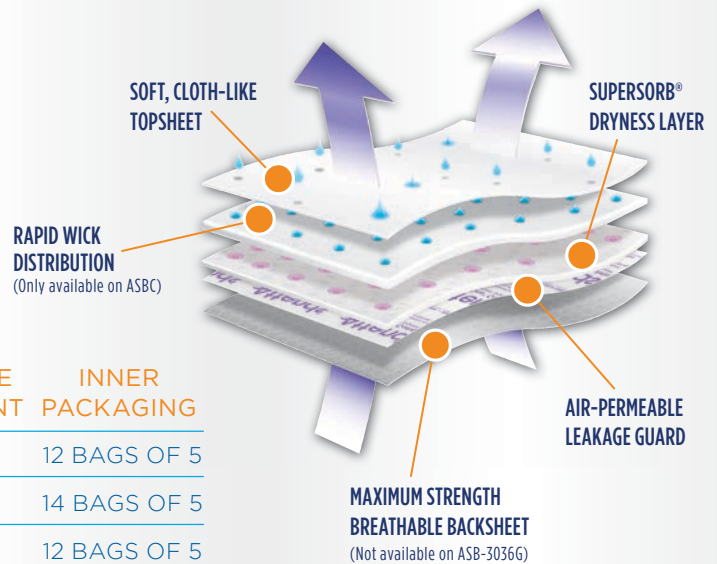 SOFT, CLOTH-LIKE
TOPSHEET
SUPERSORB®
DRYNESS LAYER
RAPID WICK
DISTRIBUTION
(Only available on ASBC)
AIR-PERMEABLE
LEAKAGE GUARD
MAXIMUM STRENGTH
BREATHABLE BACKSHEET
(Not available on ASB-3036G)
E INNER
NT PACKAGING
12 BAGS OF 5
14 BAGS OF 5
12 BAGS OF 5